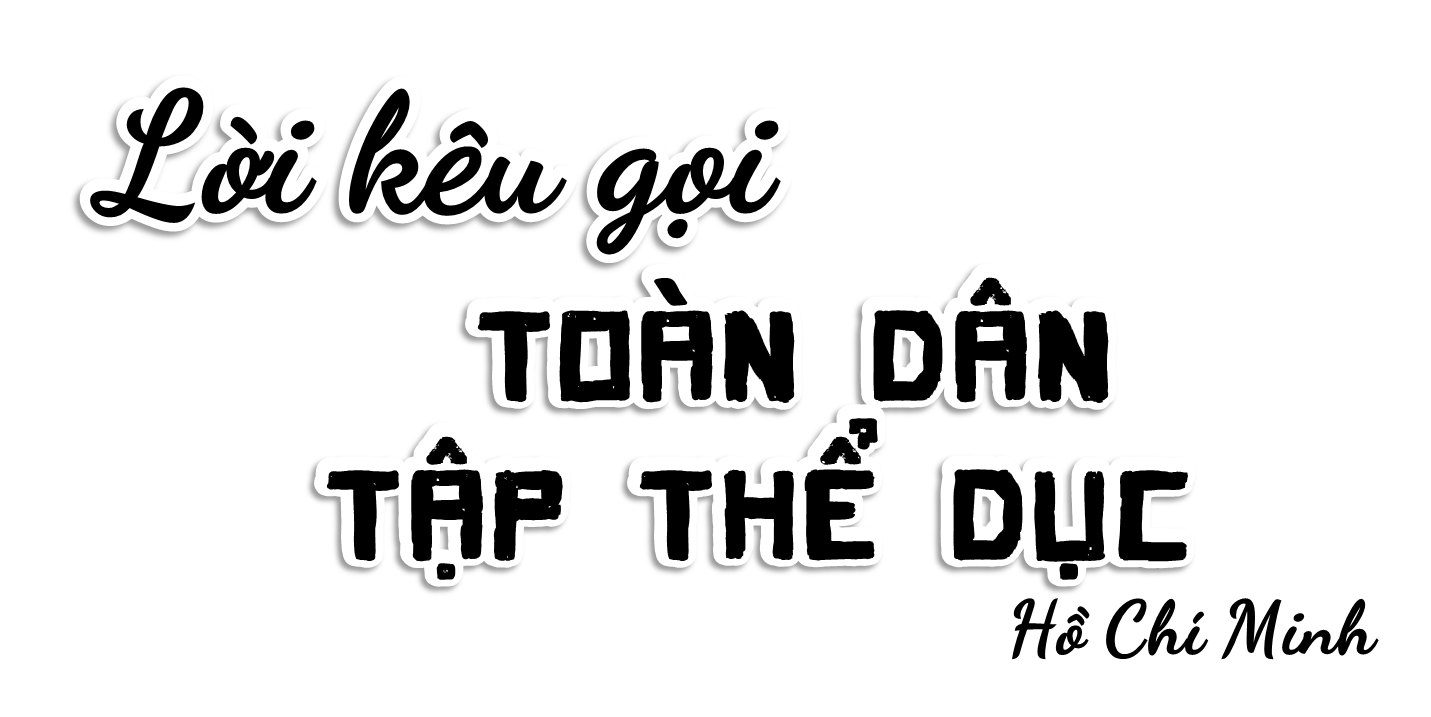 Lời kêu gọi
TOÀN DÂN
TẬP THỂ DỤC
Hồ Chí Minh